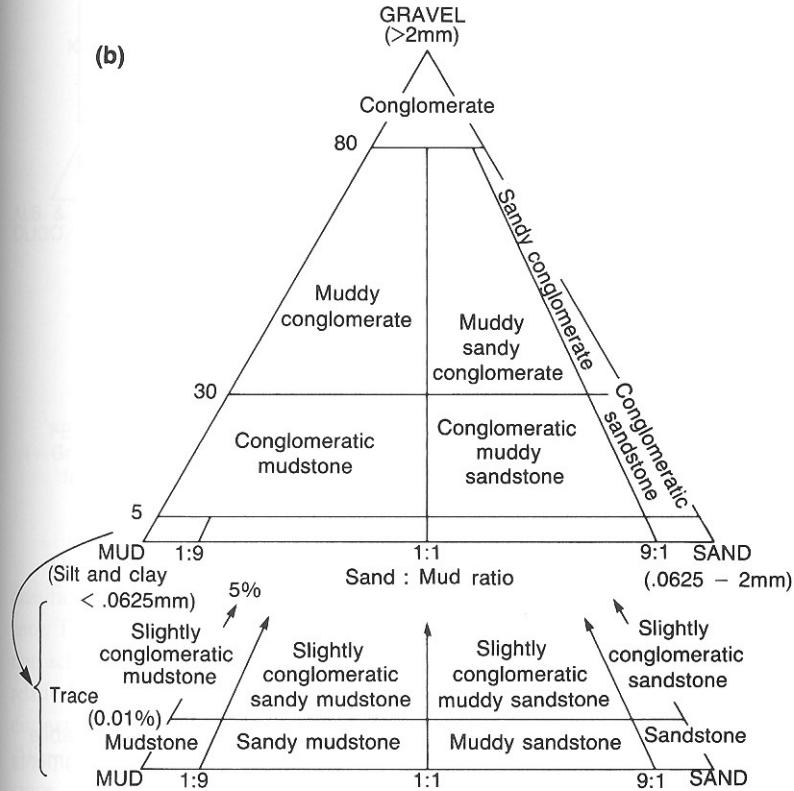 GRAVEL
(>2mm)
(b)
Conglomerate
80
Sandy conglomerate
Muddy
conglomerate
Muddy
sandy
conglomerate
30
Conglomeratic
sandstone
Conglomeratic
mudstone
Conglomeratic
muddy
sandstone
5
MUD 1:9 1:1 9:1 SAND
(Silt and clay
< .0625mm)
Sand : Mud ratio
(.0625 – 2mm)
5%
Slightly
conglomeratic
mudstone
Slightly
conglomeratic
sandy mudstone
Slightly
conglomeratic
muddy sandstone
Slightly
conglomeratic
sandstone
Trace
(0.01%)
Mudstone
Sandy mudstone
Muddy sandstone
Sandstone
MUD 1:9 1:1 9:1 SAND